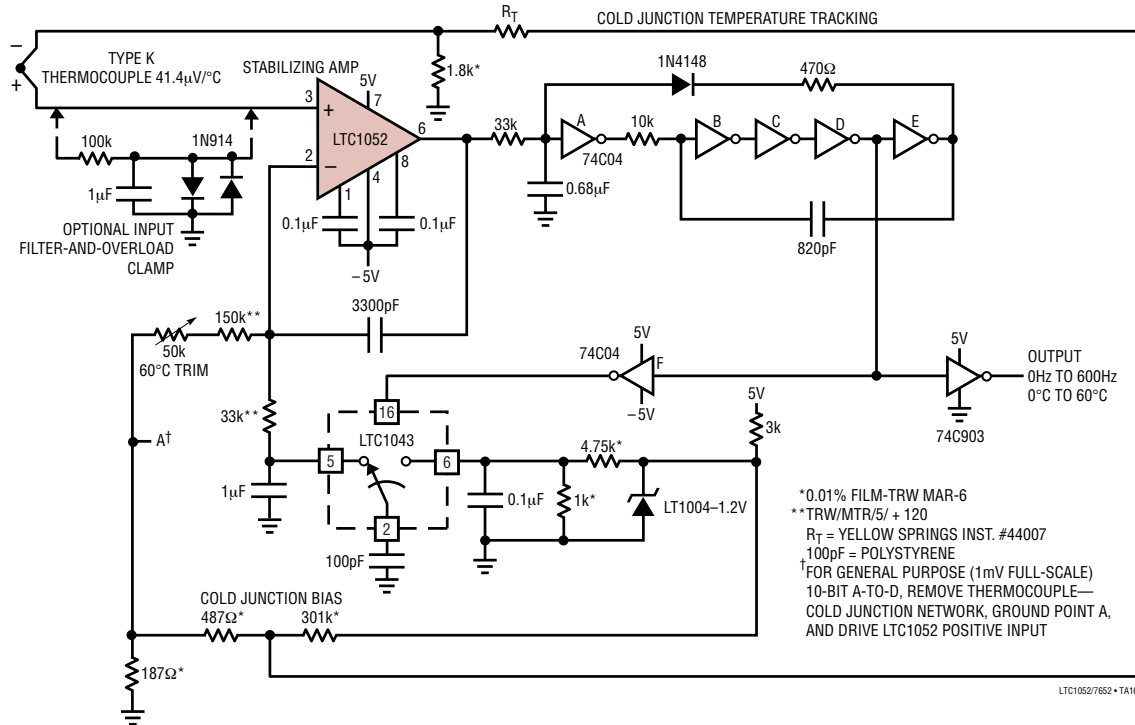 R_T
COLD JUNCTION TEMPERATURE TRACKING
–
+
TYPE K
THERMOCOUPLE 41.4µV/°C
STABILIZING AMP
1.8k*
1N4148
470Ω
5V
7
3
+
LTC1052
6
2
–
8
4
1
33k
A
74C04
10k
B
C
D
E
0.68µF
820pF
100k
1N914
1µF
OPTIONAL INPUT
FILTER-AND-OVERLOAD
CLAMP
0.1µF
0.1µF
–5V
3300pF
150k**
50k
60°C TRIM
33k**
A†
1µF
5V
74C04
F
–5V
5V
74C903
OUTPUT
0Hz TO 600Hz
0°C TO 60°C
16
LTC1043
5
6
2
100pF
0.1µF
1k*
4.75k*
5V
3k
LT1004–1.2V
*0.01% FILM-TRW MAR-6
**TRW/MTR/5/ + 120
R_T = YELLOW SPRINGS INST. #44007
100pF = POLYSTYRENE
†FOR GENERAL PURPOSE (1mV FULL-SCALE)
10-BIT A-TO-D, REMOVE THERMOCOUPLE—
COLD JUNCTION NETWORK, GROUND POINT A,
AND DRIVE LTC1052 POSITIVE INPUT
COLD JUNCTION BIAS
487Ω*
301k*
187Ω*
LTC1052/7652 • TA16